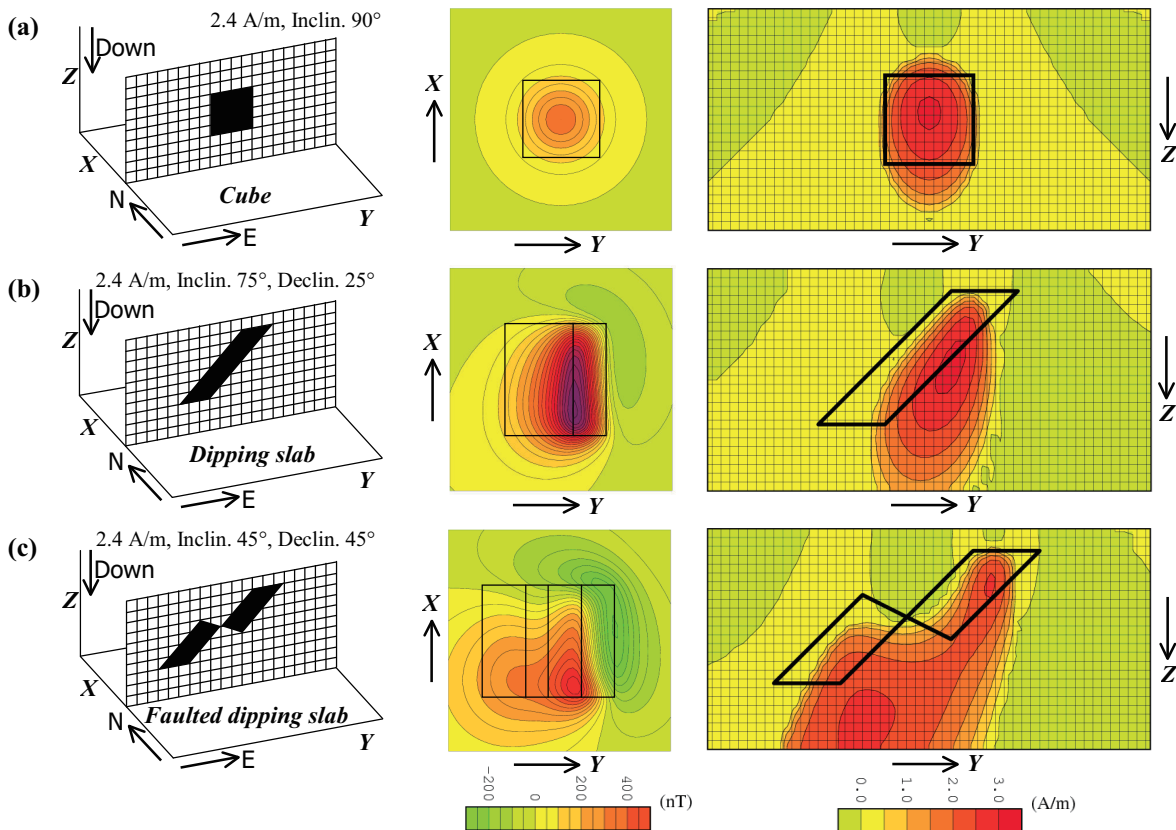 (a)
2.4 A/m, Inclin. 90°
Down
Z
X
N
Cube
Y
E
X
Y
Z
Y
(b)
2.4 A/m, Inclin. 75°, Declin. 25°
Down
Z
X
N
Dipping slab
Y
E
X
Y
Z
Y
(c)
2.4 A/m, Inclin. 45°, Declin. 45°
Down
Z
X
N
Faulted dipping slab
Y
E
X
Y
Z
Y
-200 0 200 400 (nT)
0.0 1.0 2.0 3.0 (A/m)